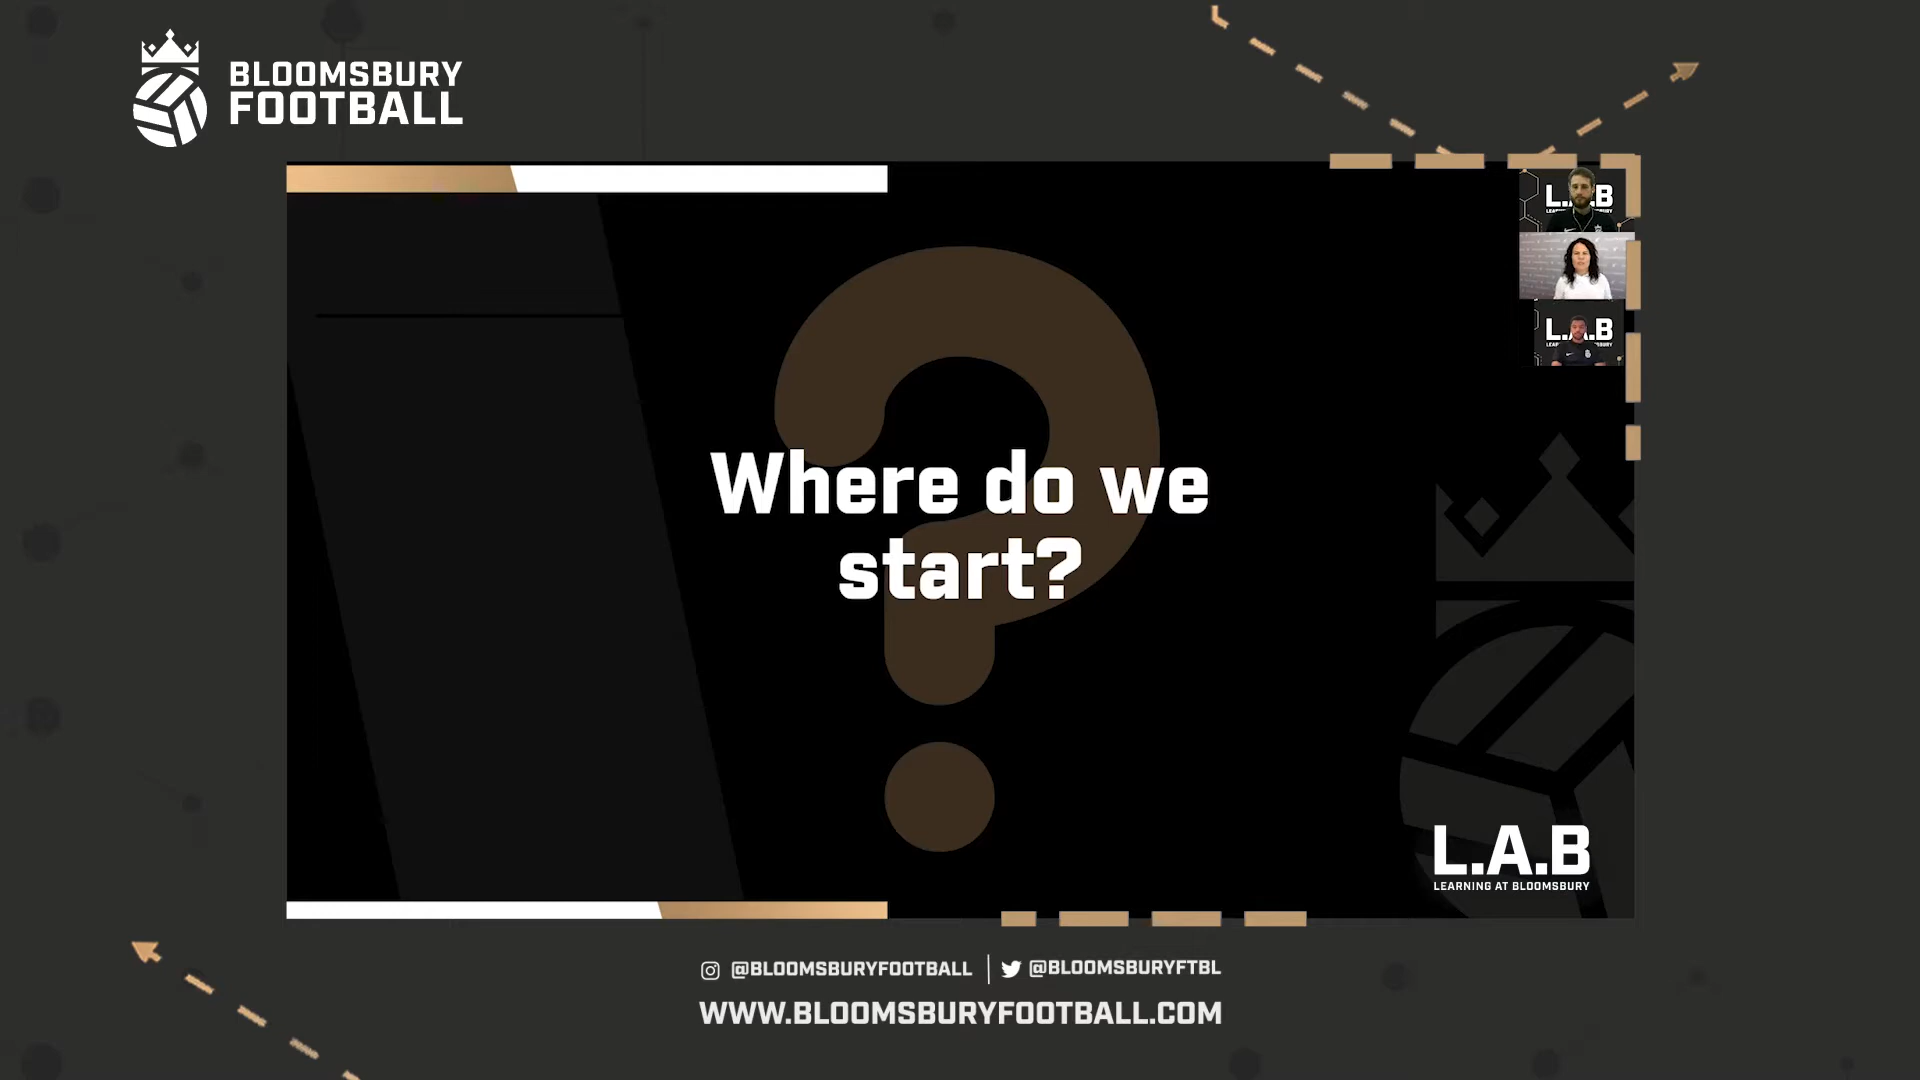 BLOOMSBURY
FOOTBALL
L.A.B
L.A.B
Where do we
start?
L.A.B
LEARNING AT BLOOMSBURY
@BLOOMSBURYFOOTBALL
@BLOOMSBURYFTBL
WWW.BLOOMSBURYFOOTBALL.COM